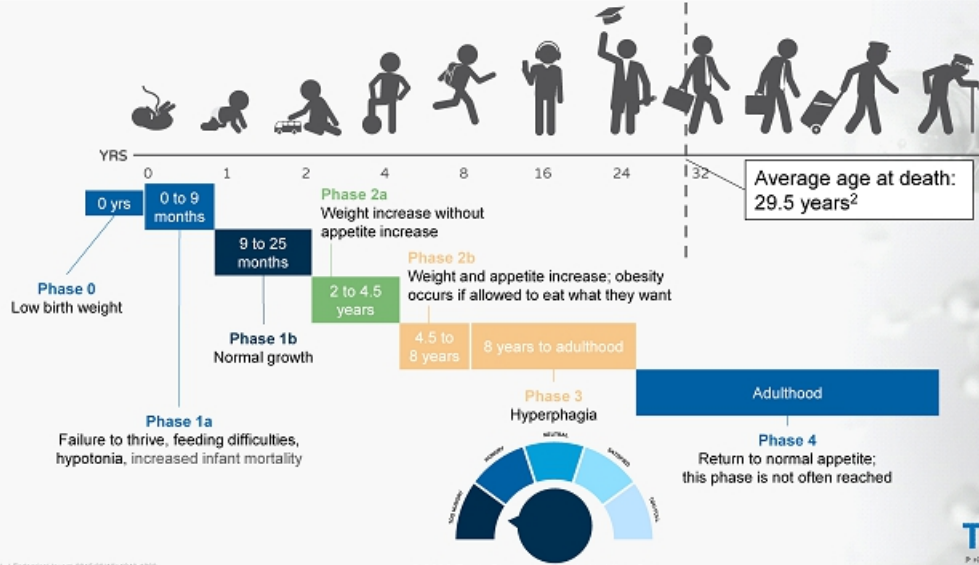 YRS
0
1
2
4
8
16
24
32
Average age at death:
29.5 years2
0 yrs
0 to 9
months
Phase 2a
Weight increase without
appetite increase
9 to 25
months
Phase 2b
Weight and appetite increase; obesity
occurs if allowed to eat what they want
Phase 0
Low birth weight
2 to 4.5
years
Phase 1b
Normal growth
4.5 to
8 years
8 years to adulthood
Phase 3
Hyperphagia
Adulthood
Phase 1a
Failure to thrive, feeding difficulties,
hypotonia, increased infant mortality
Phase 4
Return to normal appetite;
this phase is not often reached
NEUTRAL
HUNGRY
SATISFIED
TOO HUNGRY
T